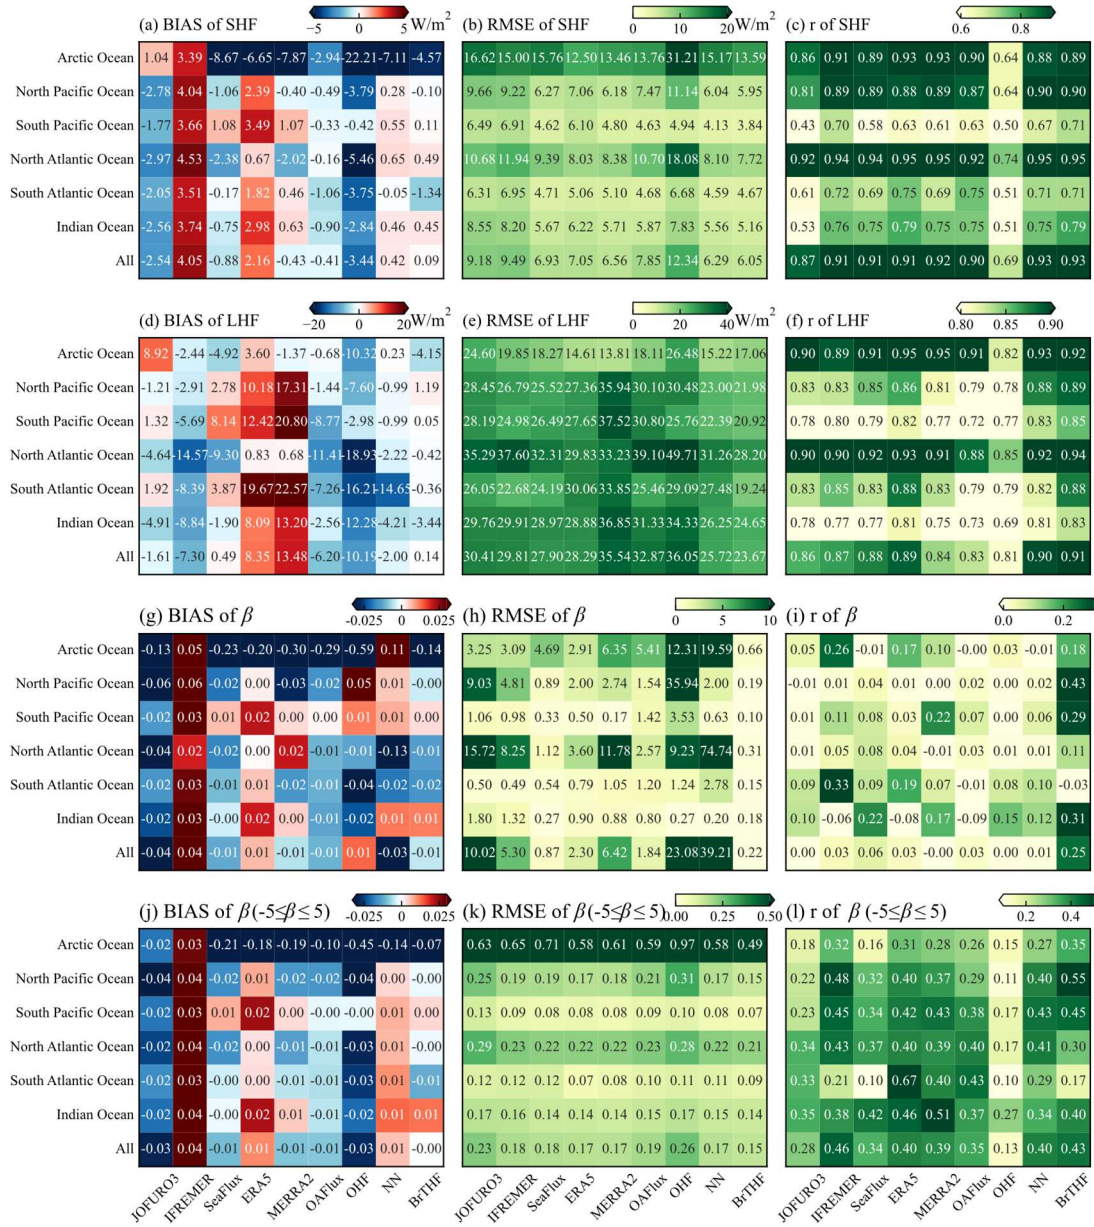 (a) BIAS of SHF −5 0 5 W/m² (b) RMSE of SHF 0 10 20 W/m² (c) r of SHF 0.6 0.8
Arctic Ocean 1.04 3.39 -8.67 -6.65 -7.87 -2.94 -22.21 -7.11 -4.57 16.62 15.00 15.76 12.50 13.46 13.76 31.21 15.17 13.59 0.86 0.91 0.89 0.93 0.93 0.90 0.64 0.88 0.89
North Pacific Ocean -2.78 4.04 -1.06 2.39 -0.40 -0.49 -3.79 0.28 -0.10 9.66 9.22 6.27 7.06 6.18 7.47 11.14 6.04 5.95 0.81 0.89 0.89 0.88 0.89 0.87 0.64 0.90 0.90
South Pacific Ocean -1.77 3.66 1.08 3.49 1.07 -0.33 -0.42 0.55 0.11 6.49 6.91 4.62 6.10 4.80 4.63 4.94 4.13 3.84 0.43 0.70 0.58 0.63 0.61 0.63 0.50 0.67 0.71
North Atlantic Ocean -2.97 4.53 -2.38 0.67 -2.02 -0.16 -5.46 0.65 0.49 10.68 11.94 9.39 8.03 8.38 10.70 18.08 8.10 7.72 0.92 0.94 0.94 0.95 0.95 0.92 0.74 0.95 0.95
South Atlantic Ocean -2.05 3.51 -0.17 1.82 0.46 -1.06 -3.75 -0.05 -1.34 6.31 6.95 4.71 5.06 5.10 4.68 6.68 4.59 4.67 0.61 0.72 0.69 0.75 0.69 0.75 0.51 0.71 0.71
Indian Ocean -2.56 3.74 -0.75 2.98 0.63 -0.90 -2.84 0.46 0.45 8.55 8.20 5.67 6.22 5.71 5.87 7.83 5.56 5.16 0.53 0.76 0.75 0.79 0.75 0.75 0.51 0.75 0.79
All -2.54 4.05 -0.88 2.16 -0.43 -0.41 -3.44 0.42 0.09 9.18 9.49 6.93 7.05 6.56 7.85 12.34 6.29 6.05 0.87 0.91 0.91 0.91 0.92 0.90 0.69 0.93 0.93
(d) BIAS of LHF −20 0 20 W/m² (e) RMSE of LHF 0 20 40 W/m² (f) r of LHF 0.80 0.85 0.90
Arctic Ocean 8.92 -2.44 -4.92 3.60 -1.37 -0.68 -10.32 0.23 -4.15 24.60 19.85 18.27 14.61 13.81 18.11 26.48 15.22 17.06 0.90 0.89 0.91 0.95 0.95 0.91 0.82 0.93 0.92
North Pacific Ocean -1.21 -2.91 2.78 10.18 17.31 -1.44 -7.60 -0.99 1.19 28.45 26.79 25.52 27.36 35.94 30.10 30.48 23.00 21.98 0.83 0.83 0.85 0.86 0.81 0.79 0.78 0.88 0.89
South Pacific Ocean 1.32 -5.69 8.14 12.42 20.80 -8.77 -2.98 -0.99 0.05 28.19 24.98 26.49 27.65 37.52 30.80 25.76 22.39 20.92 0.78 0.80 0.79 0.82 0.77 0.72 0.77 0.83 0.85
North Atlantic Ocean -4.64 -14.57 -9.30 0.83 0.68 -11.41 -18.93 -2.22 -0.42 35.29 37.60 32.31 29.83 33.23 39.10 49.71 31.26 28.20 0.90 0.90 0.92 0.93 0.91 0.88 0.85 0.92 0.94
South Atlantic Ocean 1.92 -8.39 3.87 19.67 22.57 -7.26 -16.21 -14.65 -0.36 26.05 22.68 24.19 30.06 33.85 25.46 29.09 27.48 19.24 0.83 0.85 0.83 0.88 0.83 0.79 0.79 0.82 0.88
Indian Ocean -4.91 -8.84 -1.90 8.09 13.20 -2.56 -12.28 -4.21 -3.44 29.76 29.91 28.97 28.88 36.85 31.33 34.33 26.25 24.65 0.78 0.77 0.77 0.81 0.75 0.73 0.69 0.81 0.83
All -1.61 -7.30 0.49 8.35 13.48 -6.20 -10.19 -2.00 0.14 30.41 29.81 27.90 28.29 35.54 32.87 36.05 25.72 23.67 0.86 0.87 0.88 0.89 0.84 0.83 0.81 0.90 0.91
(g) BIAS of β -0.025 0 0.025 (h) RMSE of β 0 5 10 (i) r of β 0.0 0.2
Arctic Ocean -0.13 0.05 -0.23 -0.20 -0.30 -0.29 -0.59 0.11 -0.14 3.25 3.09 4.69 2.91 6.35 5.41 12.31 19.59 0.66 0.05 0.26 -0.01 0.17 0.10 -0.00 0.03 -0.01 0.18
North Pacific Ocean -0.06 0.06 -0.02 0.00 -0.03 -0.02 0.05 0.01 -0.00 9.03 4.81 0.89 2.00 2.74 1.54 35.94 2.00 0.19 -0.01 0.01 0.04 0.01 0.00 0.02 0.00 0.02 0.43
South Pacific Ocean -0.02 0.03 0.01 0.02 0.00 0.00 0.01 0.01 0.00 1.06 0.98 0.33 0.50 0.17 1.42 3.53 0.63 0.10 0.01 0.11 0.08 0.03 0.22 0.07 0.00 0.06 0.29
North Atlantic Ocean -0.04 0.02 -0.02 0.00 0.02 -0.01 -0.01 -0.13 -0.01 15.72 8.25 1.12 3.60 11.78 2.57 9.23 74.74 0.31 0.01 0.05 0.08 0.04 -0.01 0.03 0.01 0.01 0.11
South Atlantic Ocean -0.02 0.03 -0.01 0.01 -0.02 -0.01 -0.04 -0.02 -0.02 0.50 0.49 0.54 0.79 1.05 1.20 1.24 2.78 0.15 0.09 0.33 0.09 0.19 0.07 -0.01 0.08 0.10 -0.03
Indian Ocean -0.02 0.03 -0.00 0.02 0.00 -0.01 -0.02 0.01 0.01 1.80 1.32 0.27 0.90 0.88 0.80 0.27 0.20 0.18 0.10 -0.06 0.22 -0.08 0.17 -0.09 0.15 0.12 0.31
All -0.04 0.04 -0.01 0.01 -0.01 -0.01 0.01 -0.03 -0.01 10.02 5.30 0.87 2.30 6.42 1.84 23.08 39.21 0.22 0.00 0.03 0.06 0.03 -0.00 0.03 0.00 0.00 0.25
(j) BIAS of β (-5≤β≤ 5) -0.025 0 0.025 (k) RMSE of β (-5≤β≤ 5) 0.00 0.25 0.50 (l) r of β (-5≤β≤ 5) 0.2 0.4
Arctic Ocean -0.02 0.03 -0.21 -0.18 -0.19 -0.10 -0.45 -0.14 -0.07 0.63 0.65 0.71 0.58 0.61 0.59 0.97 0.58 0.49 0.18 0.32 0.16 0.31 0.28 0.26 0.15 0.27 0.35
North Pacific Ocean -0.04 0.04 -0.02 0.01 -0.02 -0.02 -0.04 0.00 -0.00 0.25 0.19 0.19 0.17 0.18 0.21 0.31 0.17 0.15 0.22 0.48 0.32 0.40 0.37 0.29 0.11 0.40 0.55
South Pacific Ocean -0.02 0.03 0.01 0.02 0.00 -0.00 -0.00 0.01 0.00 0.13 0.09 0.08 0.08 0.08 0.09 0.10 0.08 0.07 0.23 0.45 0.34 0.42 0.43 0.38 0.17 0.43 0.45
North Atlantic Ocean -0.02 0.04 -0.02 0.00 -0.01 -0.01 -0.03 0.01 -0.00 0.29 0.23 0.22 0.22 0.22 0.23 0.28 0.22 0.21 0.34 0.43 0.37 0.40 0.39 0.40 0.17 0.41 0.30
South Atlantic Ocean -0.02 0.03 -0.00 0.00 -0.01 -0.01 -0.03 0.01 -0.01 0.12 0.12 0.12 0.07 0.08 0.10 0.11 0.11 0.09 0.33 0.21 0.10 0.67 0.40 0.43 0.10 0.29 0.17
Indian Ocean -0.02 0.04 -0.00 0.02 0.01 -0.01 -0.02 0.01 0.01 0.17 0.16 0.14 0.14 0.14 0.15 0.17 0.15 0.14 0.35 0.38 0.42 0.46 0.51 0.37 0.27 0.34 0.40
All -0.03 0.04 -0.01 0.01 -0.01 -0.01 -0.03 0.01 -0.00 0.23 0.18 0.18 0.17 0.17 0.19 0.26 0.17 0.15 0.28 0.46 0.34 0.40 0.39 0.35 0.13 0.40 0.43
JOFURO3 IFREMER SeaFlux ERA5 MERRA2 OAFlux OHF NN BrTHF JOFURO3 IFREMER SeaFlux ERA5 MERRA2 OAFlux OHF NN BrTHF JOFURO3 IFREMER SeaFlux ERA5 MERRA2 OAFlux OHF NN BrTHF